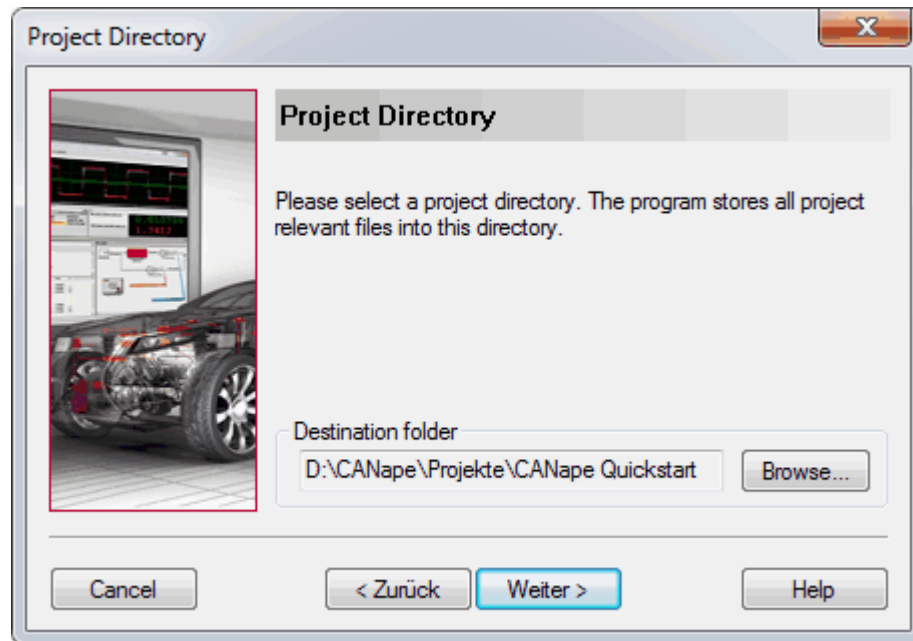 Project Directory
Project Directory
Please select a project directory. The program stores all project
relevant files into this directory.
Destination folder
D:\CANape\Projekte\CANape Quickstart
Browse...
Cancel
< Zurück
Weiter >
Help